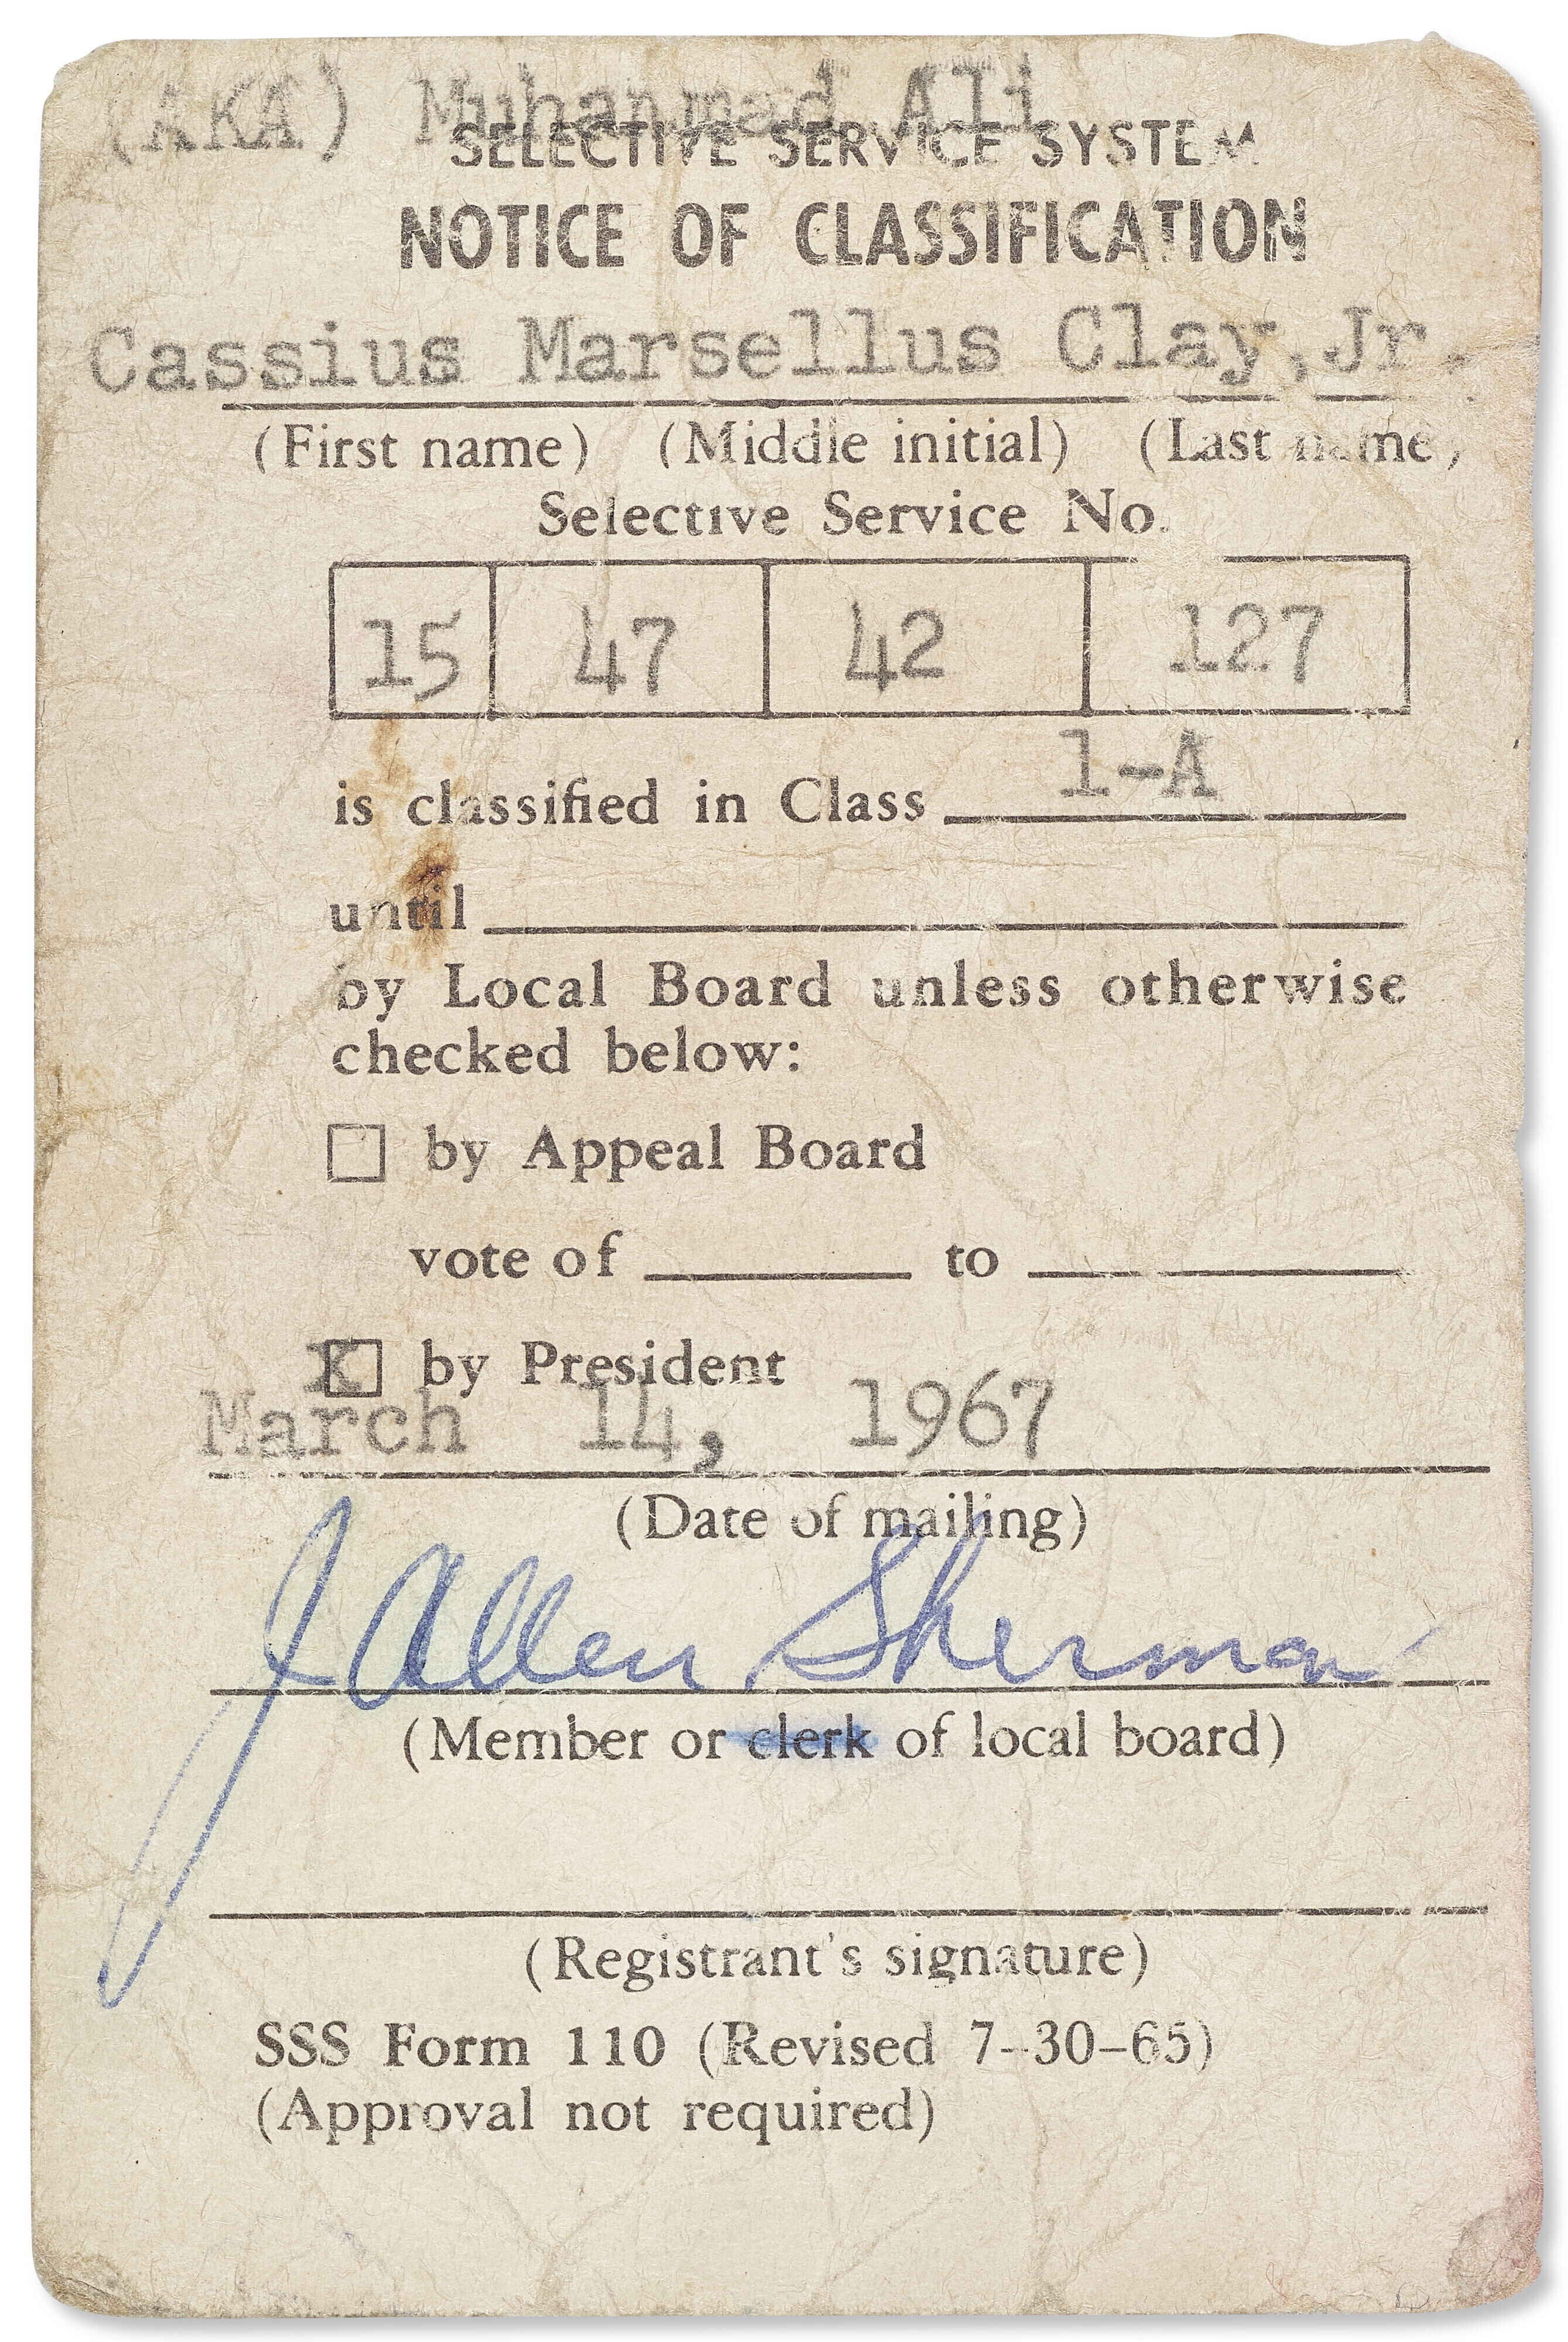 (AKA) Muhammad Ali
SELECTIVE SERVICE SYSTEM
NOTICE OF CLASSIFICATION
Cassius Marsellus Clay, Jr.
(First name) (Middle initial) (Last name)
Selective Service No.
15 47 42 127
is classified in Class 1-A
until
by Local Board unless otherwise
checked below:
by Appeal Board
vote of ____ to ____
X by President
March 14, 1967
(Date of mailing)
J Allen Sherman
(Member or clerk of local board)
(Registrant's signature)
SSS Form 110 (Revised 7-30-65)
(Approval not required)